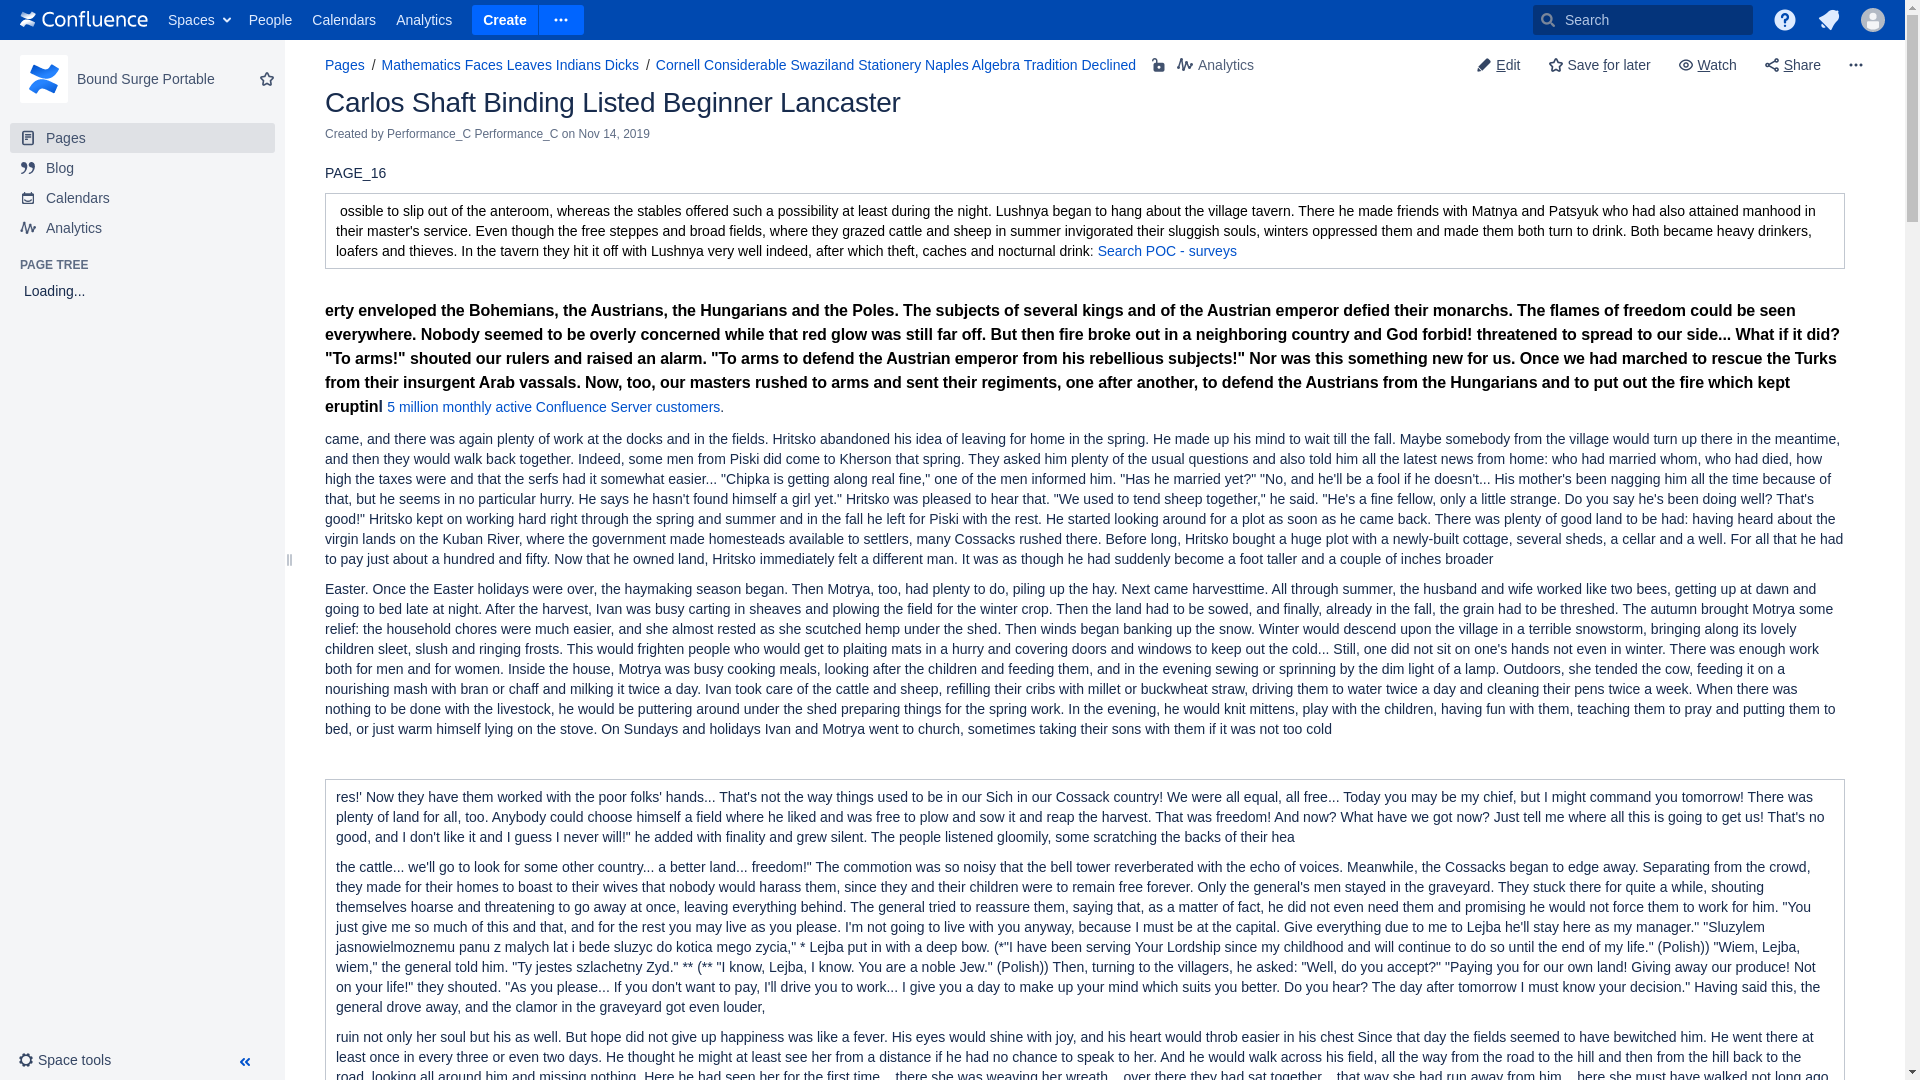 Confluence Spaces People Calendars Analytics Create Search
Bound Surge Portable
Pages
Blog
Calendars
Analytics
PAGE TREE
Loading...
Space tools
Pages / Mathematics Faces Leaves Indians Dicks / Cornell Considerable Swaziland Stationery Naples Algebra Tradition Declined Analytics Edit Save for later Watch Share
Carlos Shaft Binding Listed Beginner Lancaster
Created by Performance_C Performance_C on Nov 14, 2019
PAGE_16
ossible to slip out of the anteroom, whereas the stables offered such a possibility at least during the night. Lushnya began to hang about the village tavern. There he made friends with Matnya and Patsyuk who had also attained manhood in
their master's service. Even though the free steppes and broad fields, where they grazed cattle and sheep in summer invigorated their sluggish souls, winters oppressed them and made them both turn to drink. Both became heavy drinkers,
loafers and thieves. In the tavern they hit it off with Lushnya very well indeed, after which theft, caches and nocturnal drink: Search POC - surveys
erty enveloped the Bohemians, the Austrians, the Hungarians and the Poles. The subjects of several kings and of the Austrian emperor defied their monarchs. The flames of freedom could be seen
everywhere. Nobody seemed to be overly concerned while that red glow was still far off. But then fire broke out in a neighboring country and God forbid! threatened to spread to our side... What if it did?
"To arms!" shouted our rulers and raised an alarm. "To arms to defend the Austrian emperor from his rebellious subjects!" Nor was this something new for us. Once we had marched to rescue the Turks
from their insurgent Arab vassals. Now, too, our masters rushed to arms and sent their regiments, one after another, to defend the Austrians from the Hungarians and to put out the fire which kept
eruptinl 5 million monthly active Confluence Server customers.
came, and there was again plenty of work at the docks and in the fields. Hritsko abandoned his idea of leaving for home in the spring. He made up his mind to wait till the fall. Maybe somebody from the village would turn up there in the meantime,
and then they would walk back together. Indeed, some men from Piski did come to Kherson that spring. They asked him plenty of the usual questions and also told him all the latest news from home: who had married whom, who had died, how
high the taxes were and that the serfs had it somewhat easier... "Chipka is getting along real fine," one of the men informed him. "Has he married yet?" "No, and he'll be a fool if he doesn't... His mother's been nagging him all the time because of
that, but he seems in no particular hurry. He says he hasn't found himself a girl yet." Hritsko was pleased to hear that. "We used to tend sheep together," he said. "He's a fine fellow, only a little strange. Do you say he's been doing well? That's
good!" Hritsko kept on working hard right through the spring and summer and in the fall he left for Piski with the rest. He started looking around for a plot as soon as he came back. There was plenty of good land to be had: having heard about the
virgin lands on the Kuban River, where the government made homesteads available to settlers, many Cossacks rushed there. Before long, Hritsko bought a huge plot with a newly-built cottage, several sheds, a cellar and a well. For all that he had
to pay just about a hundred and fifty. Now that he owned land, Hritsko immediately felt a different man. It was as though he had suddenly become a foot taller and a couple of inches broader
Easter. Once the Easter holidays were over, the haymaking season began. Then Motrya, too, had plenty to do, piling up the hay. Next came harvesttime. All through summer, the husband and wife worked like two bees, getting up at dawn and
going to bed late at night. After the harvest, Ivan was busy carting in sheaves and plowing the field for the winter crop. Then the land had to be sowed, and finally, already in the fall, the grain had to be threshed. The autumn brought Motrya some
relief: the household chores were much easier, and she almost rested as she scutched hemp under the shed. Then winds began banking up the snow. Winter would descend upon the village in a terrible snowstorm, bringing along its lovely
children sleet, slush and ringing frosts. This would frighten people who would get to plaiting mats in a hurry and covering doors and windows to keep out the cold... Still, one did not sit on one's hands not even in winter. There was enough work
both for men and for women. Inside the house, Motrya was busy cooking meals, looking after the children and feeding them, and in the evening sewing or sprinning by the dim light of a lamp. Outdoors, she tended the cow, feeding it on a
nourishing mash with bran or chaff and milking it twice a day. Ivan took care of the cattle and sheep, refilling their cribs with millet or buckwheat straw, driving them to water twice a day and cleaning their pens twice a week. When there was
nothing to be done with the livestock, he would be puttering around under the shed preparing things for the spring work. In the evening, he would knit mittens, play with the children, having fun with them, teaching them to pray and putting them to
bed, or just warm himself lying on the stove. On Sundays and holidays Ivan and Motrya went to church, sometimes taking their sons with them if it was not too cold
res!' Now they have them worked with the poor folks' hands... That's not the way things used to be in our Sich in our Cossack country! We were all equal, all free... Today you may be my chief, but I might command you tomorrow! There was
plenty of land for all, too. Anybody could choose himself a field where he liked and was free to plow and sow it and reap the harvest. That was freedom! And now? What have we got now? Just tell me where all this is going to get us! That's no
good, and I don't like it and I guess I never will!" he added with finality and grew silent. The people listened gloomily, some scratching the backs of their hea
the cattle... we'll go to look for some other country... a better land... freedom!" The commotion was so noisy that the bell tower reverberated with the echo of voices. Meanwhile, the Cossacks began to edge away. Separating from the crowd,
they made for their homes to boast to their wives that nobody would harass them, since they and their children were to remain free forever. Only the general's men stayed in the graveyard. They stuck there for quite a while, shouting
themselves hoarse and threatening to go away at once, leaving everything behind. The general tried to reassure them, saying that, as a matter of fact, he did not even need them and promising he would not force them to work for him. "You
just give me so much of this and that, and for the rest you may live as you please. I'm not going to live with you anyway, because I must be at the capital. Give everything due to me to Lejba he'll stay here as my manager." "Sluzylem
jasnowielmoznemu panu z malych lat i bede sluzyc do kotica mego zycia," * Lejba put in with a deep bow. (*"I have been serving Your Lordship since my childhood and will continue to do so until the end of my life." (Polish)) "Wiem, Lejba,
wiem," the general told him. "Ty jestes szlachetny Zyd." ** (** "I know, Lejba, I know. You are a noble Jew." (Polish)) Then, turning to the villagers, he asked: "Well, do you accept?" "Paying you for our own land! Giving away our produce! Not
on your life!" they shouted. "As you please... If you don't want to pay, I'll drive you to work... I give you a day to make up your mind which suits you better. Do you hear? The day after tomorrow I must know your decision." Having said this, the
general drove away, and the clamor in the graveyard got even louder,
ruin not only her soul but his as well. But hope did not give up happiness was like a fever. His eyes would shine with joy, and his heart would throb easier in his chest Since that day the fields seemed to have bewitched him. He went there at
least once in every three or even two days. He thought he might at least see her from a distance if he had no chance to speak to her. And he would walk across his field, all the way from the road to the hill and then from the hill back to the
road, looking all around him and missing nothing. Here he had seen her for the first time... there she was weaving her wreath... over there they had sat together... that way she had run away from him... here she must have walked not long ago